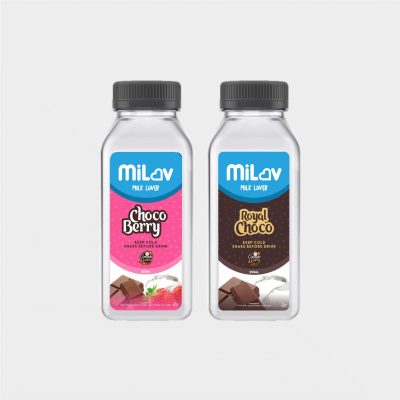 MiLov
MILK LOVER
Choco
Berry
KEEP COLD
SHAKE BEFORE DRINK
MiLov
MILK LOVER
Royal
Choco
KEEP COLD
SHAKE BEFORE DRINK